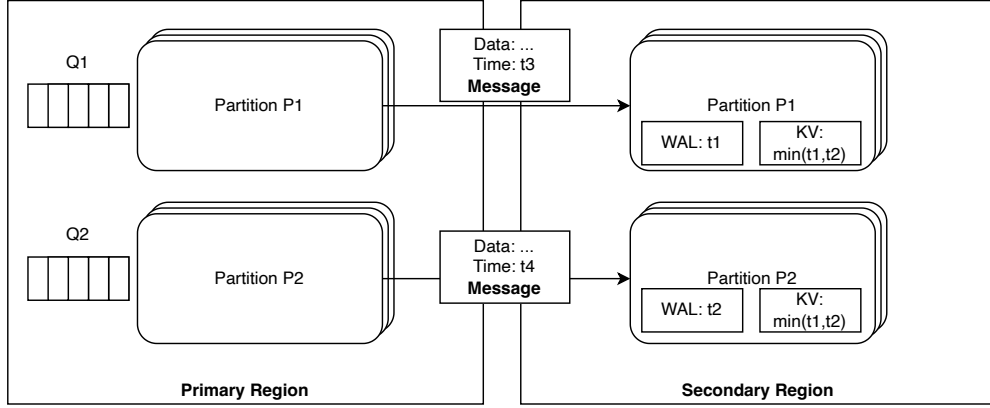 Q1
Partition P1
Data: ...
Time: t3
Message
Partition P1
WAL: t1
KV:
min(t1,t2)
Q2
Partition P2
Data: ...
Time: t4
Message
Partition P2
WAL: t2
KV:
min(t1,t2)
Primary Region
Secondary Region